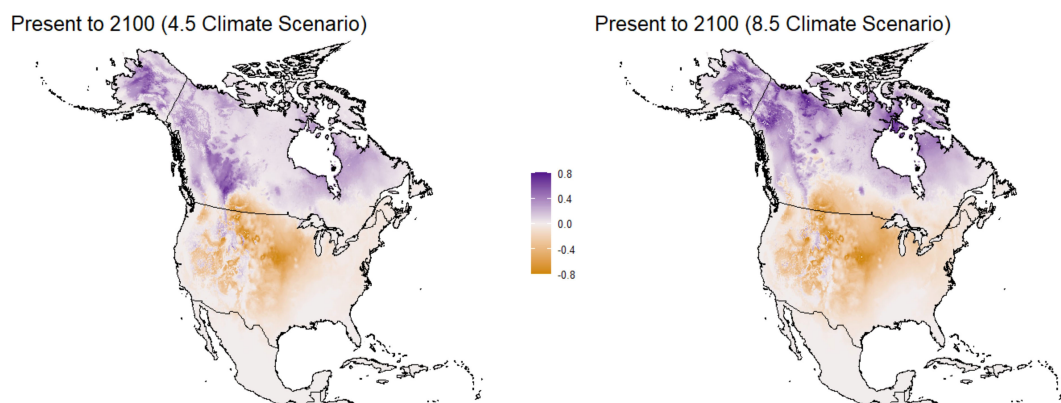 Present to 2100 (4.5 Climate Scenario)
Present to 2100 (8.5 Climate Scenario)
0.8
0.4
0.0
-0.4
-0.8